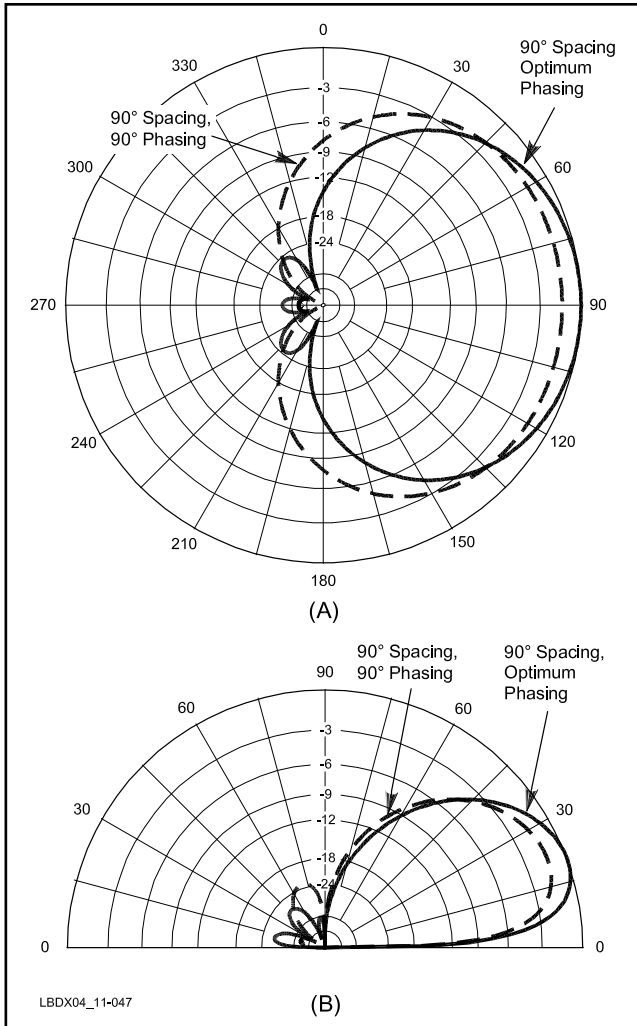 0
330
30
90° Spacing
Optimum
Phasing
90° Spacing,
90° Phasing
300
60
-3
-6
-9
-12
-18
-24
270
90
240
120
210
150
180
(A)
90° Spacing,
90° Phasing
90° Spacing,
Optimum
Phasing
90
60
60
30
30
-3
-6
-9
-12
-18
-24
0
0
LBDX04_11-047
(B)